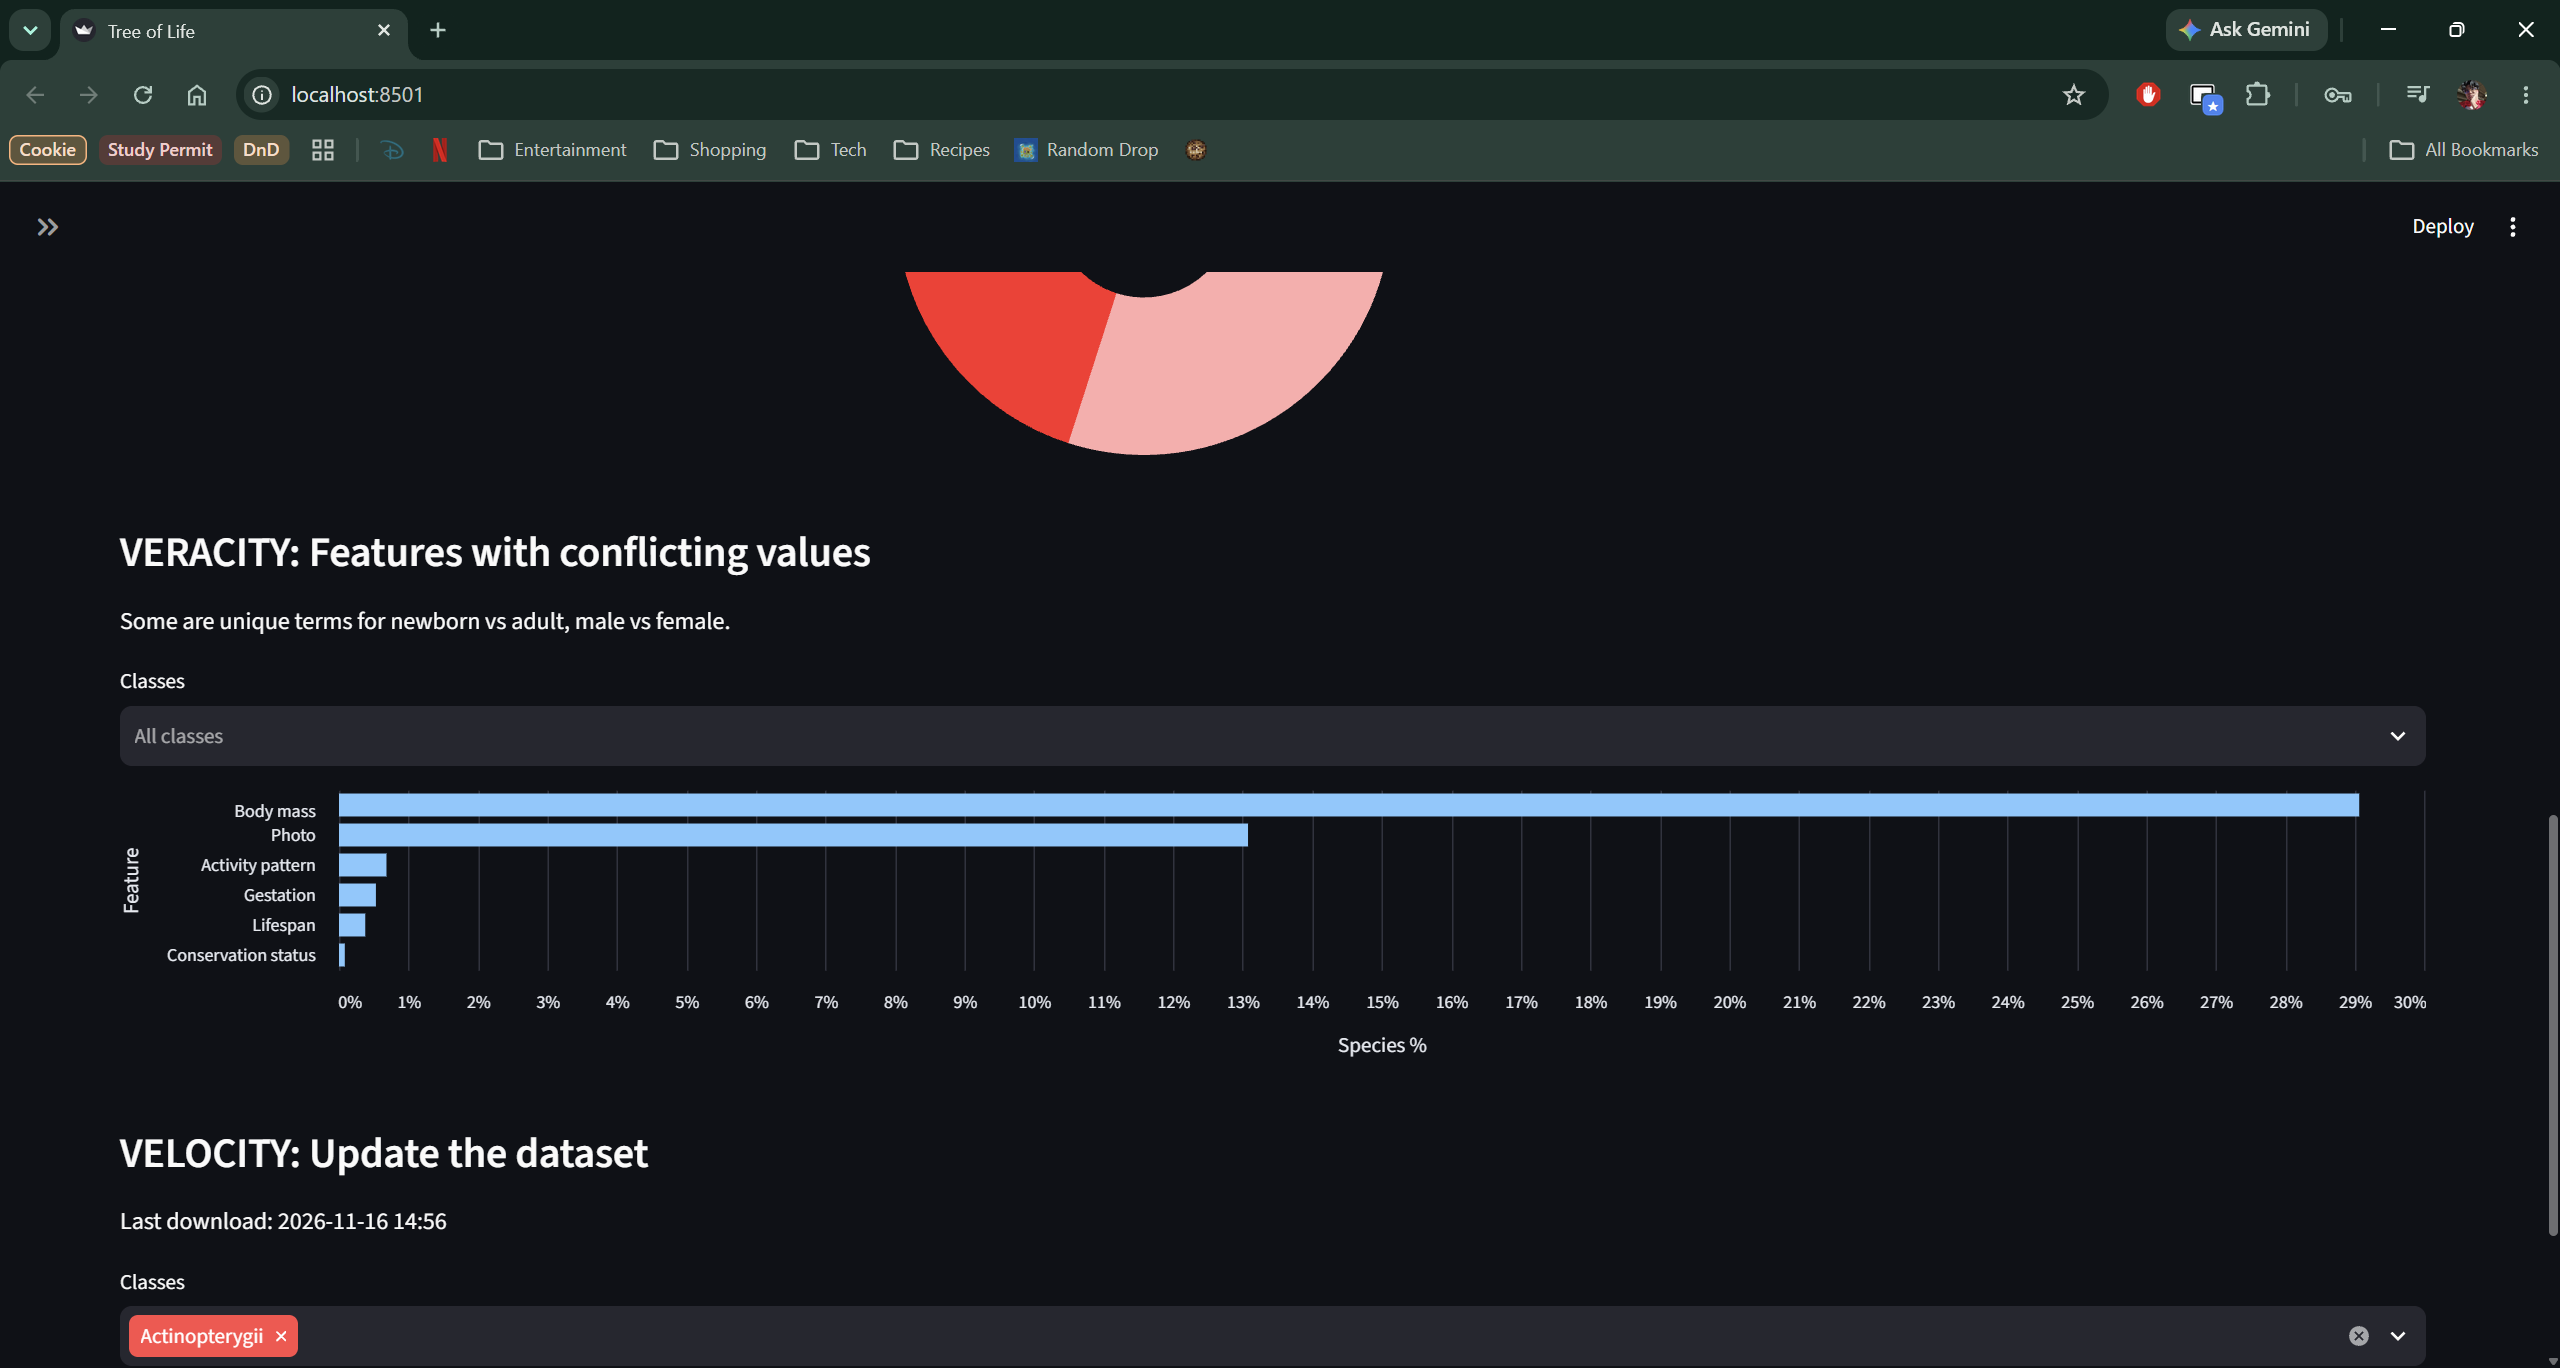 Tree of Life
Ask Gemini
localhost:8501
Cookie
Study Permit
DnD
Entertainment
Shopping
Tech
Recipes
Random Drop
All Bookmarks
Deploy
VERACITY: Features with conflicting values
Some are unique terms for newborn vs adult, male vs female.
Classes
All classes
Feature
Body mass
Photo
Activity pattern
Gestation
Lifespan
Conservation status
0% 1% 2% 3% 4% 5% 6% 7% 8% 9% 10% 11% 12% 13% 14% 15% 16% 17% 18% 19% 20% 21% 22% 23% 24% 25% 26% 27% 28% 29% 30%
Species %
VELOCITY: Update the dataset
Last download: 2026-11-16 14:56
Classes
Actinopterygii